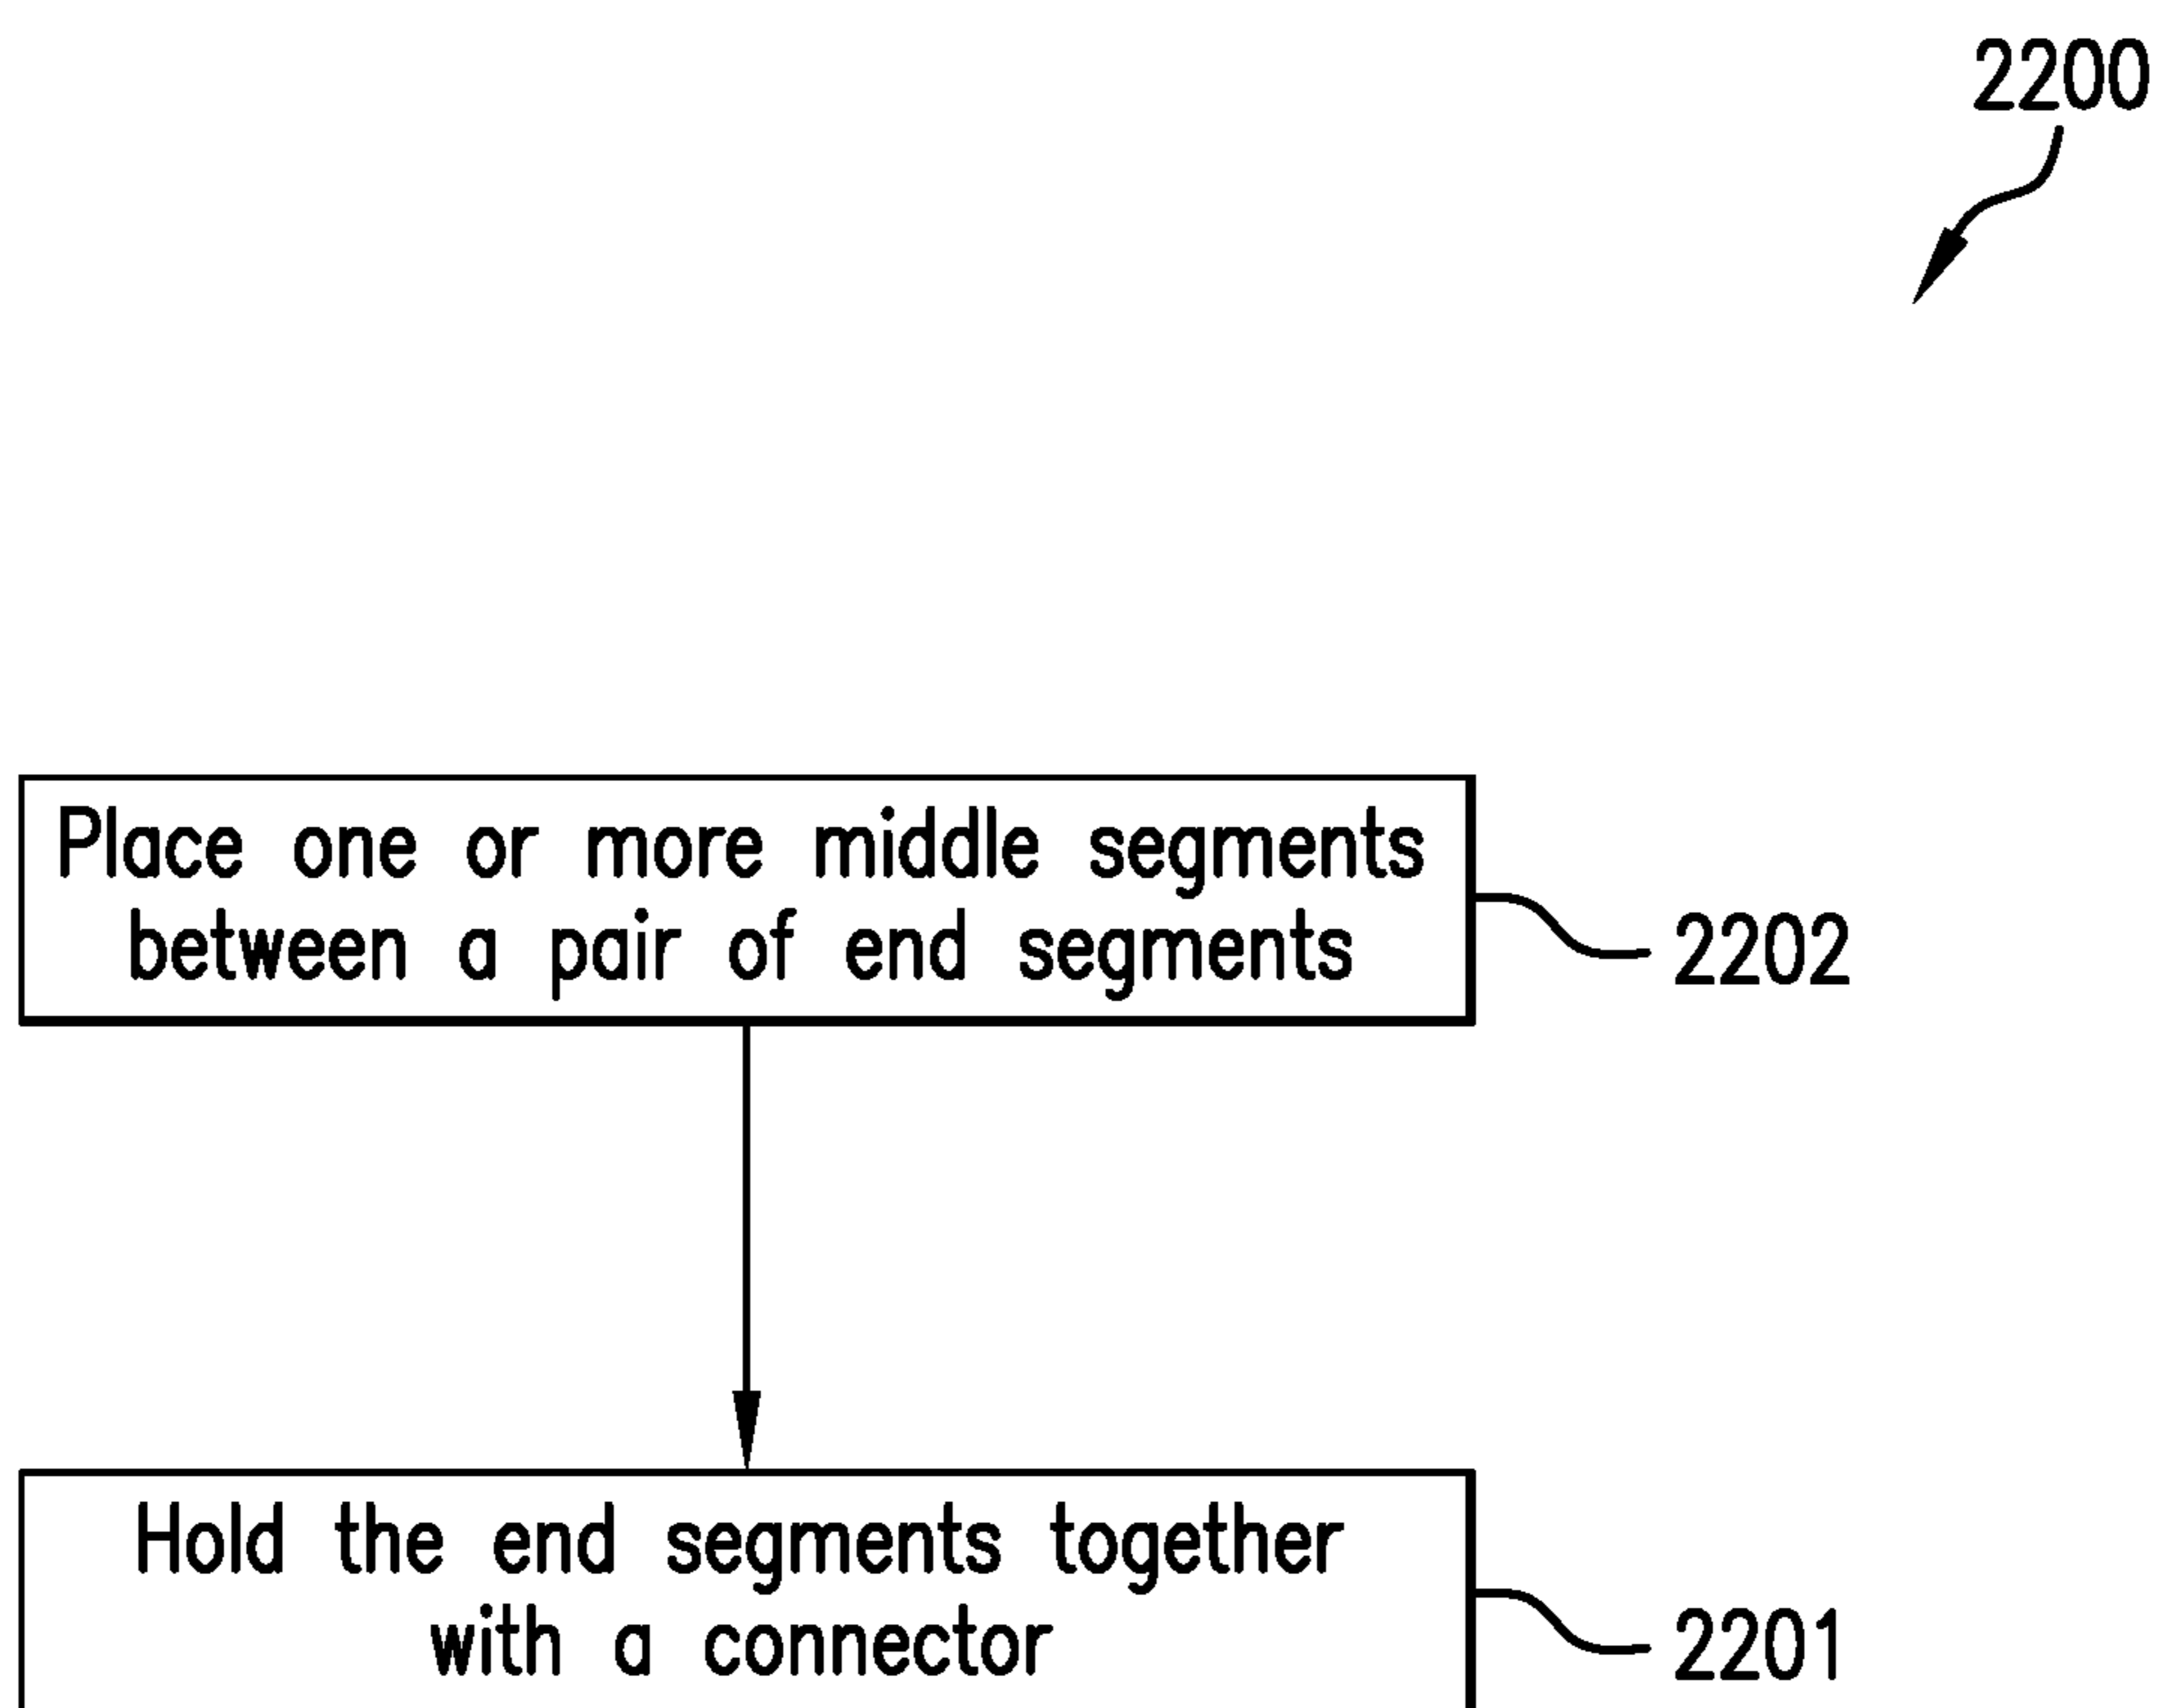 2200
Place one or more middle segments
between a pair of end segments
2202
Hold the end segments together
with a connector
2201